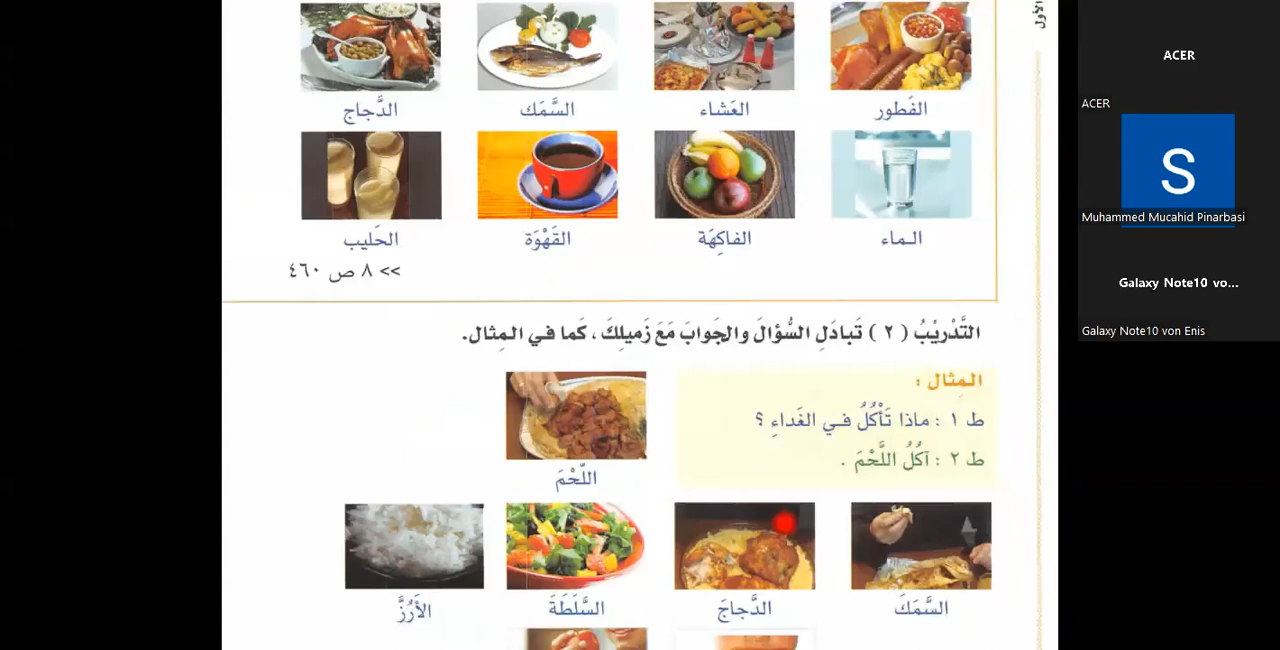 الأول
الفَطور
العَشاء
السَّمَك
الدَّجاج
الـماء
الفاكِهَة
القَهْوَة
الحَليب
>> ٨ ص ٤٦٠
التَّدْريْبُ ( ٢ ) تَبادَلِ السُّؤالَ والجَوابَ مَعَ زَميلِكَ ، كَما في المِثال.
المِثال :
ط ١ : ماذا تَأْكُلُ في الغَداءِ ؟
ط ٢ : آكُلُ اللَّحْمَ .
اللَّحْمَ
السَّمَكَ
الدَّجاجَ
السَّلَطَةَ
الأَرُزَّ
ACER
ACER
S
Muhammed Mucahid Pinarbasi
Galaxy Note10 vo...
Galaxy Note10 von Enis